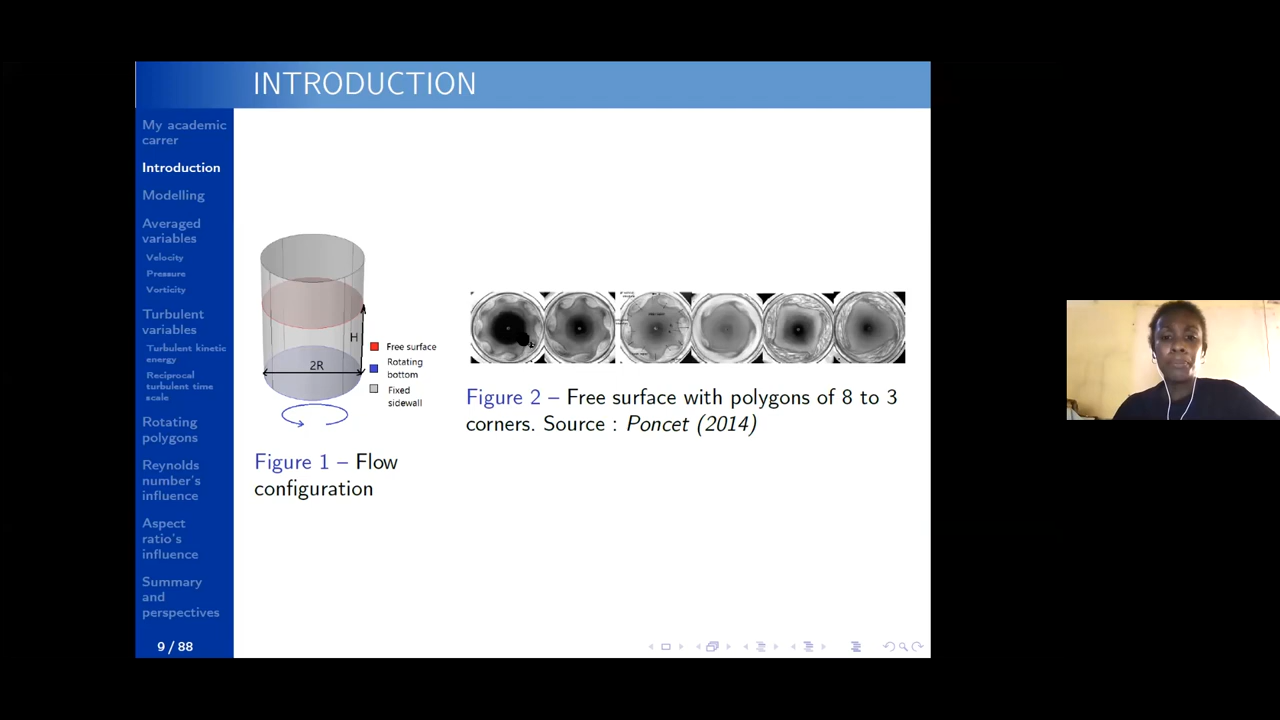 INTRODUCTION
My academic
carrer
Introduction
Modelling
Averaged
variables
Velocity
Pressure
Vorticity
Turbulent
variables
Turbulent kinetic
energy
Reciprocal
turbulent time
scale
Rotating
polygons
Reynolds
number's
influence
Aspect
ratio's
influence
Summary
and
perspectives
9 / 88
H
2R
Free surface
Rotating
bottom
Fixed
sidewall
Figure 1 – Flow
configuration
Figure 2 – Free surface with polygons of 8 to 3
corners. Source : Poncet (2014)